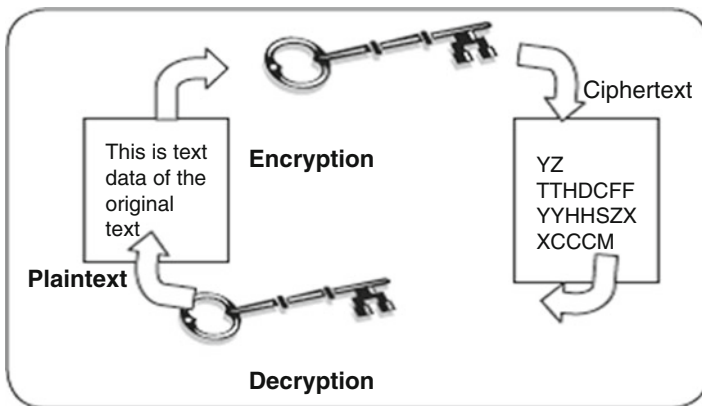 Ciphertext
This is text
data of the
original
text
Encryption
YZ
TTHDCFF
YYHHSZX
XCCCM
Plaintext
Decryption